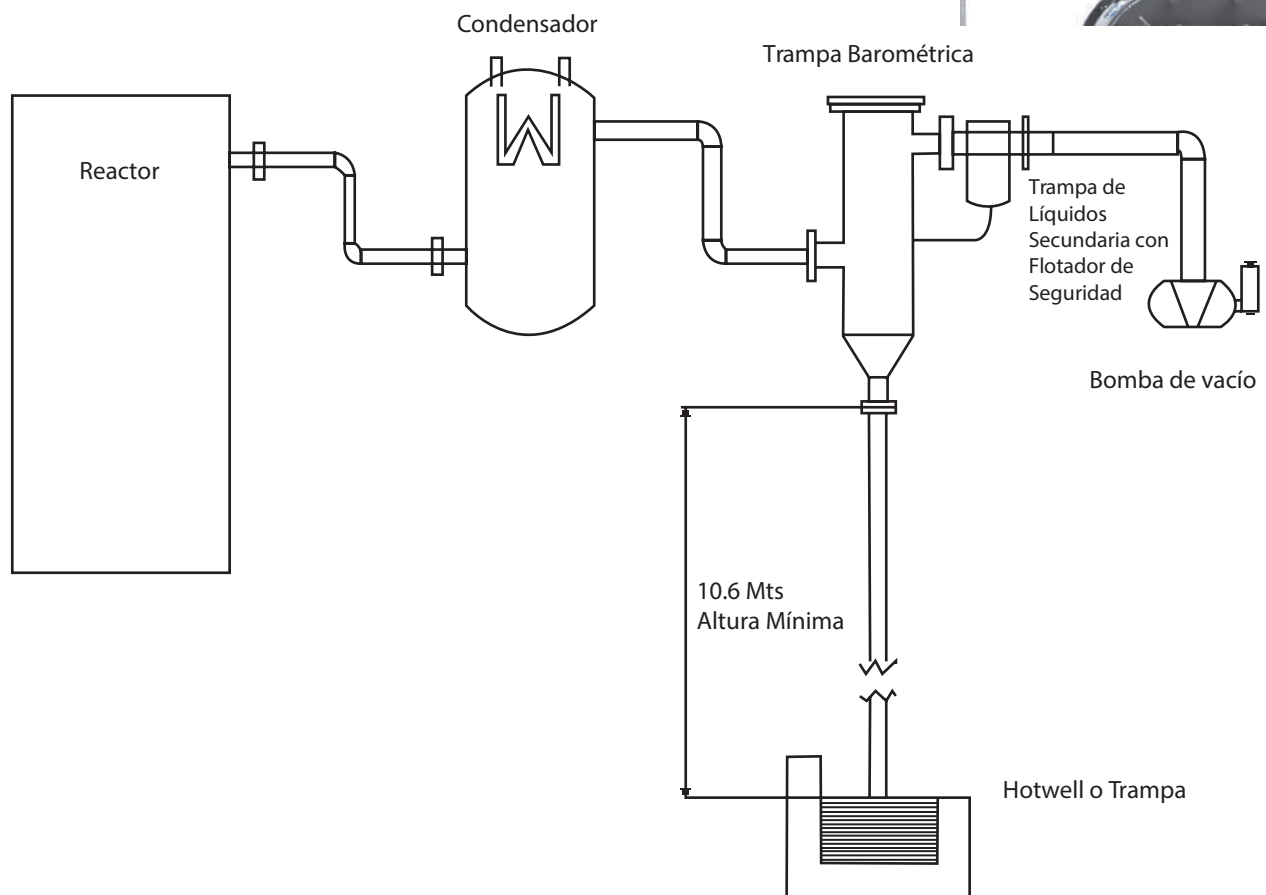 Condensador
Trampa Barométrica
Reactor
Trampa de
Líquidos
Secundaria con
Flotador de
Seguridad
Bomba de vacío
10.6 Mts
Altura Mínima
Hotwell o Trampa